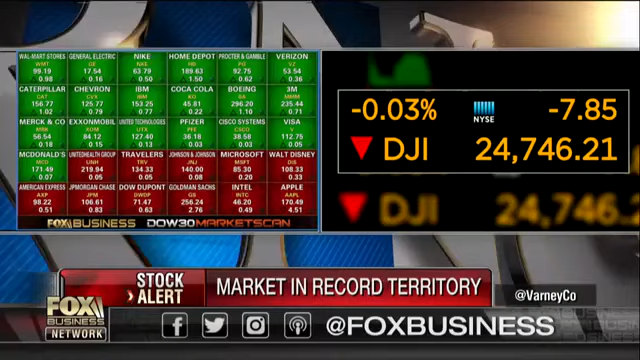 WAL-MART STORES GENERAL ELECTRIC NIKE HOME DEPOT PROCTER & GAMBLE VERIZON
WMT GE NKE HD PG VZ
99.19 17.54 63.79 189.63 92.75 53.54
0.98 0.16 0.50 1.50 0.62 0.36
CATERPILLAR CHEVRON IBM COCA COLA BOEING 3M
CAT CVX IBM KO BA MMM
156.77 125.77 153.25 45.81 296.20 235.44
1.02 0.79 0.77 0.22 1.10 0.71
MERCK & CO EXXONMOBIL UNITED TECHNOLOGIES PFIZER CISCO SYSTEMS VISA
MRK XOM UTX PFE CSCO V
56.54 84.12 127.40 36.18 38.58 112.75
0.18 0.15 0.13 0.03 0.03 0.05
MCDONALD'S UNITEDHEALTH GROUP TRAVELERS JOHNSON & JOHNSON MICROSOFT WALT DISNEY
MCD UNH TRV JNJ MSFT DIS
171.49 219.94 134.33 140.00 85.30 108.33
0.07 0.05 0.08 0.14 0.20 0.33
AMERICAN EXPRESS JPMORGAN CHASE DOW DUPONT GOLDMAN SACHS INTEL APPLE
AXP JPM DWDP GS INTC AAPL
98.22 106.61 71.47 256.24 46.20 170.49
0.51 0.83 0.63 2.76 0.49 4.51
FOX BUSINESS DOW30 MARKETSCAN
-0.03% NYSE -7.85
DJI 24,746.21
DJI 24,746.
STOCK ALERT
MARKET IN RECORD TERRITORY
@VarneyCo
FOX BUSINESS NETWORK
@FOXBUSINESS